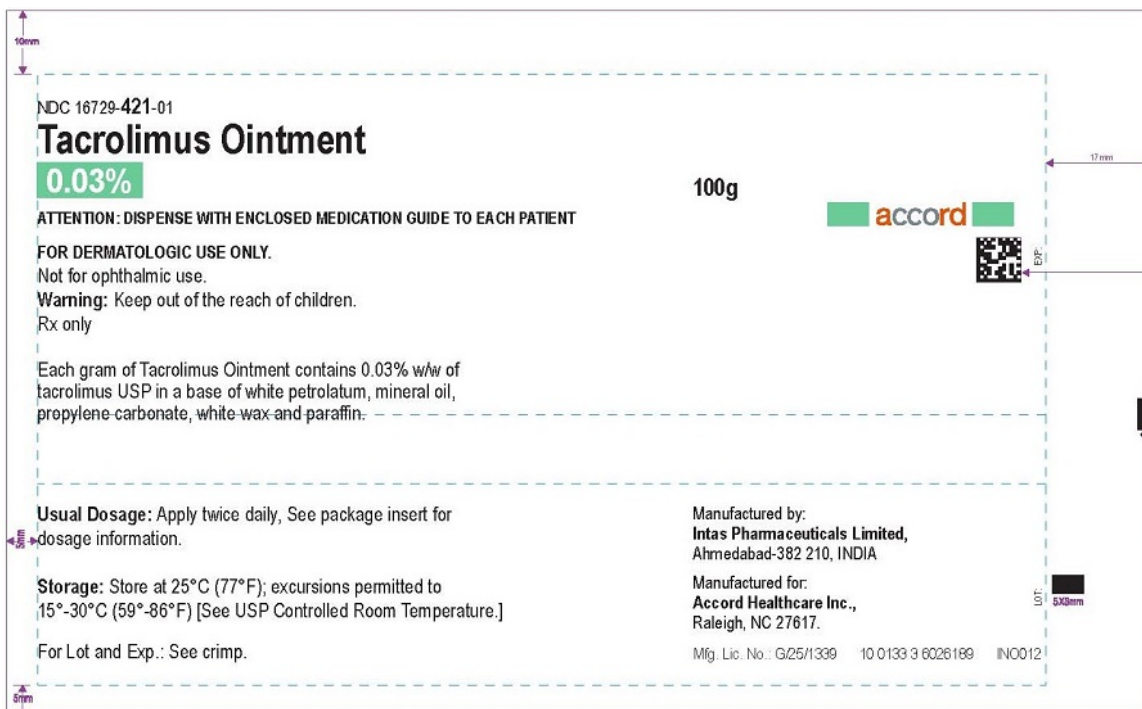 10mm
NDC 16729-421-01
Tacrolimus Ointment
0.03%
100g
17 mm
ATTENTION: DISPENSE WITH ENCLOSED MEDICATION GUIDE TO EACH PATIENT
accord
FOR DERMATOLOGIC USE ONLY.
EXP:
Not for ophthalmic use.
Warning: Keep out of the reach of children.
Rx only
Each gram of Tacrolimus Ointment contains 0.03% w/w of
tacrolimus USP in a base of white petrolatum, mineral oil,
propylene carbonate, white wax and paraffin.
Usual Dosage: Apply twice daily, See package insert for
dosage information.
5mm
Storage: Store at 25°C (77°F); excursions permitted to
15°-30°C (59°-86°F) [See USP Controlled Room Temperature.]
For Lot and Exp.: See crimp.
Manufactured by:
Intas Pharmaceuticals Limited,
Ahmedabad-382 210, INDIA
Manufactured for:
Accord Healthcare Inc.,
Raleigh, NC 27617.
LOT:
5X8mm
Mfg. Lic. No.: G/25/1339 10 0133 3 6026189 INO012
5mm